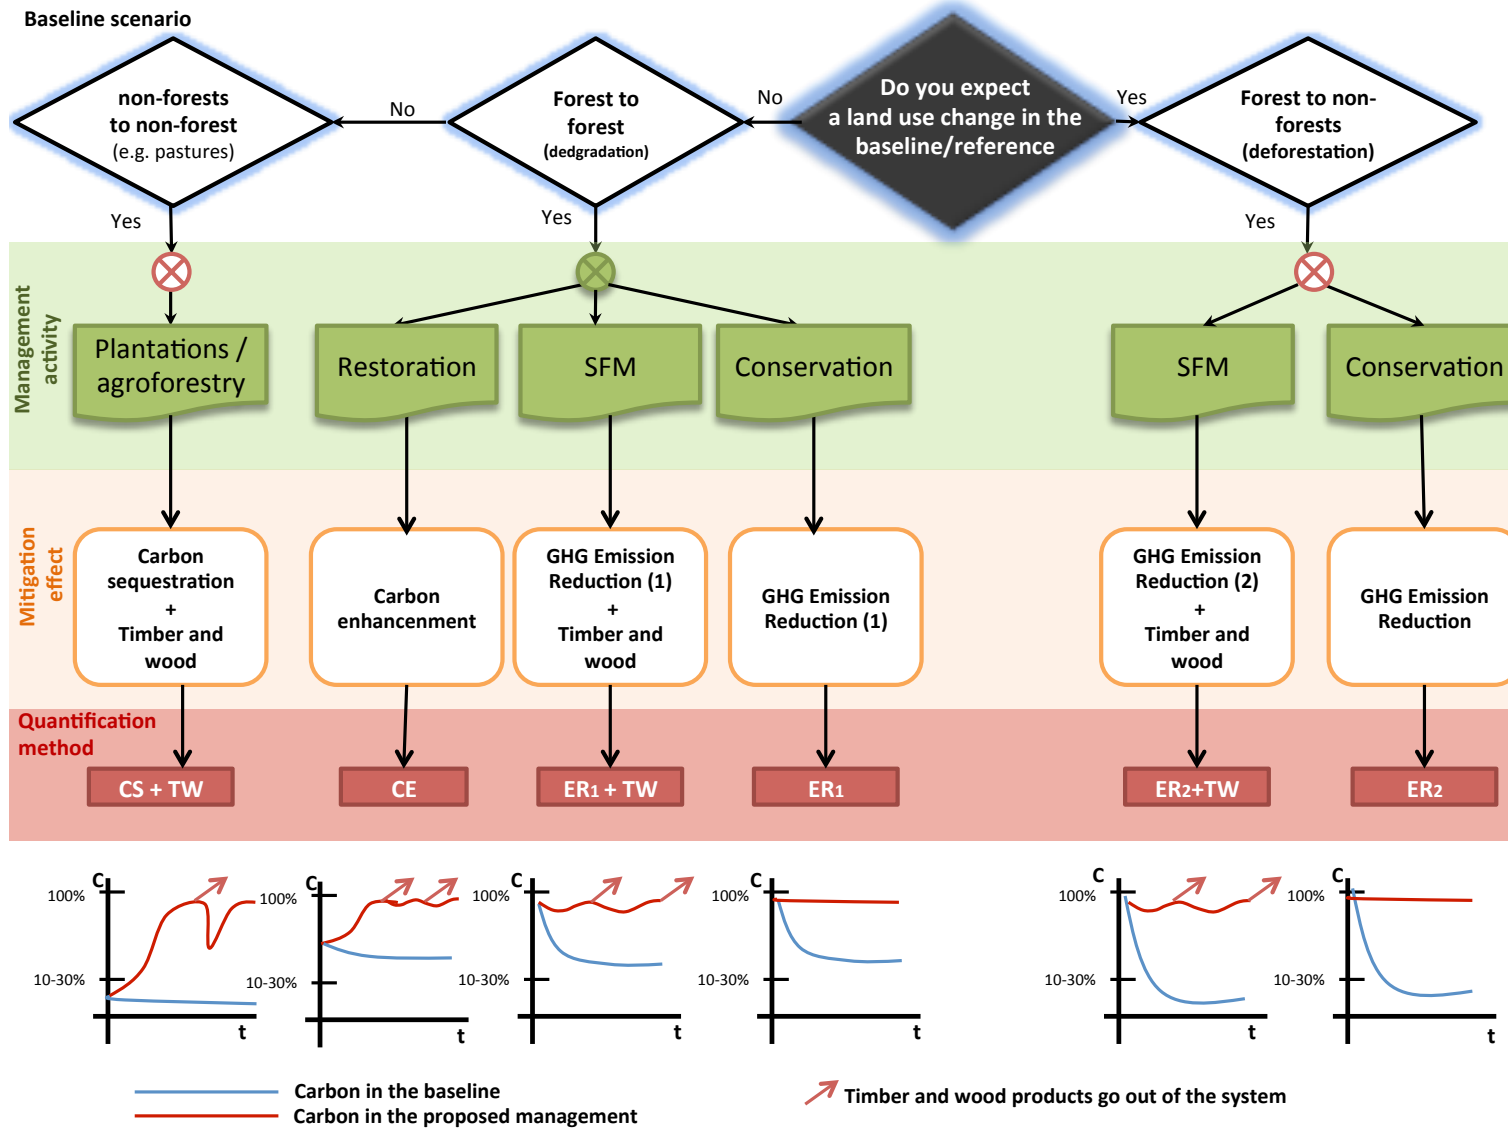 Baseline scenario
non-forests
to non-forest
(e.g. pastures)
No
Forest to
forest
(dedgradation)
No
Do you expect
a land use change in the
baseline/reference
Yes
Forest to non-
forests
(deforestation)
Yes
Yes
Yes
Management
activity
Plantations /
agroforestry
Restoration
SFM
Conservation
SFM
Conservation
Mitigation
effect
Carbon
sequestration
+
Timber and
wood
Carbon
enhancenment
GHG Emission
Reduction (1)
+
Timber and
wood
GHG Emission
Reduction (1)
GHG Emission
Reduction (2)
+
Timber and
wood
GHG Emission
Reduction
Quantification
method
CS + TW
CE
ER1 + TW
ER1
ER2+TW
ER2
C
100%
10-30%
t
C
100%
10-30%
t
C
100%
10-30%
t
C
100%
10-30%
t
C
100%
10-30%
t
C
100%
10-30%
t
Carbon in the baseline
Carbon in the proposed management
Timber and wood products go out of the system